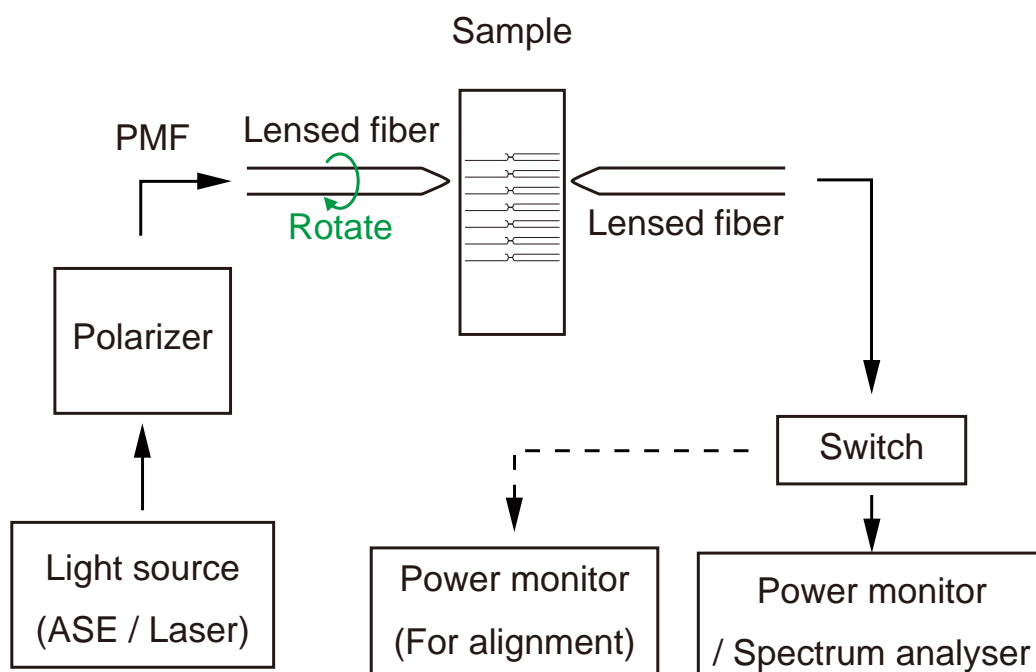 Sample
PMF
Lensed fiber
Rotate
Lensed fiber
Polarizer
Switch
Light source
(ASE / Laser)
Power monitor
(For alignment)
Power monitor
/ Spectrum analyser